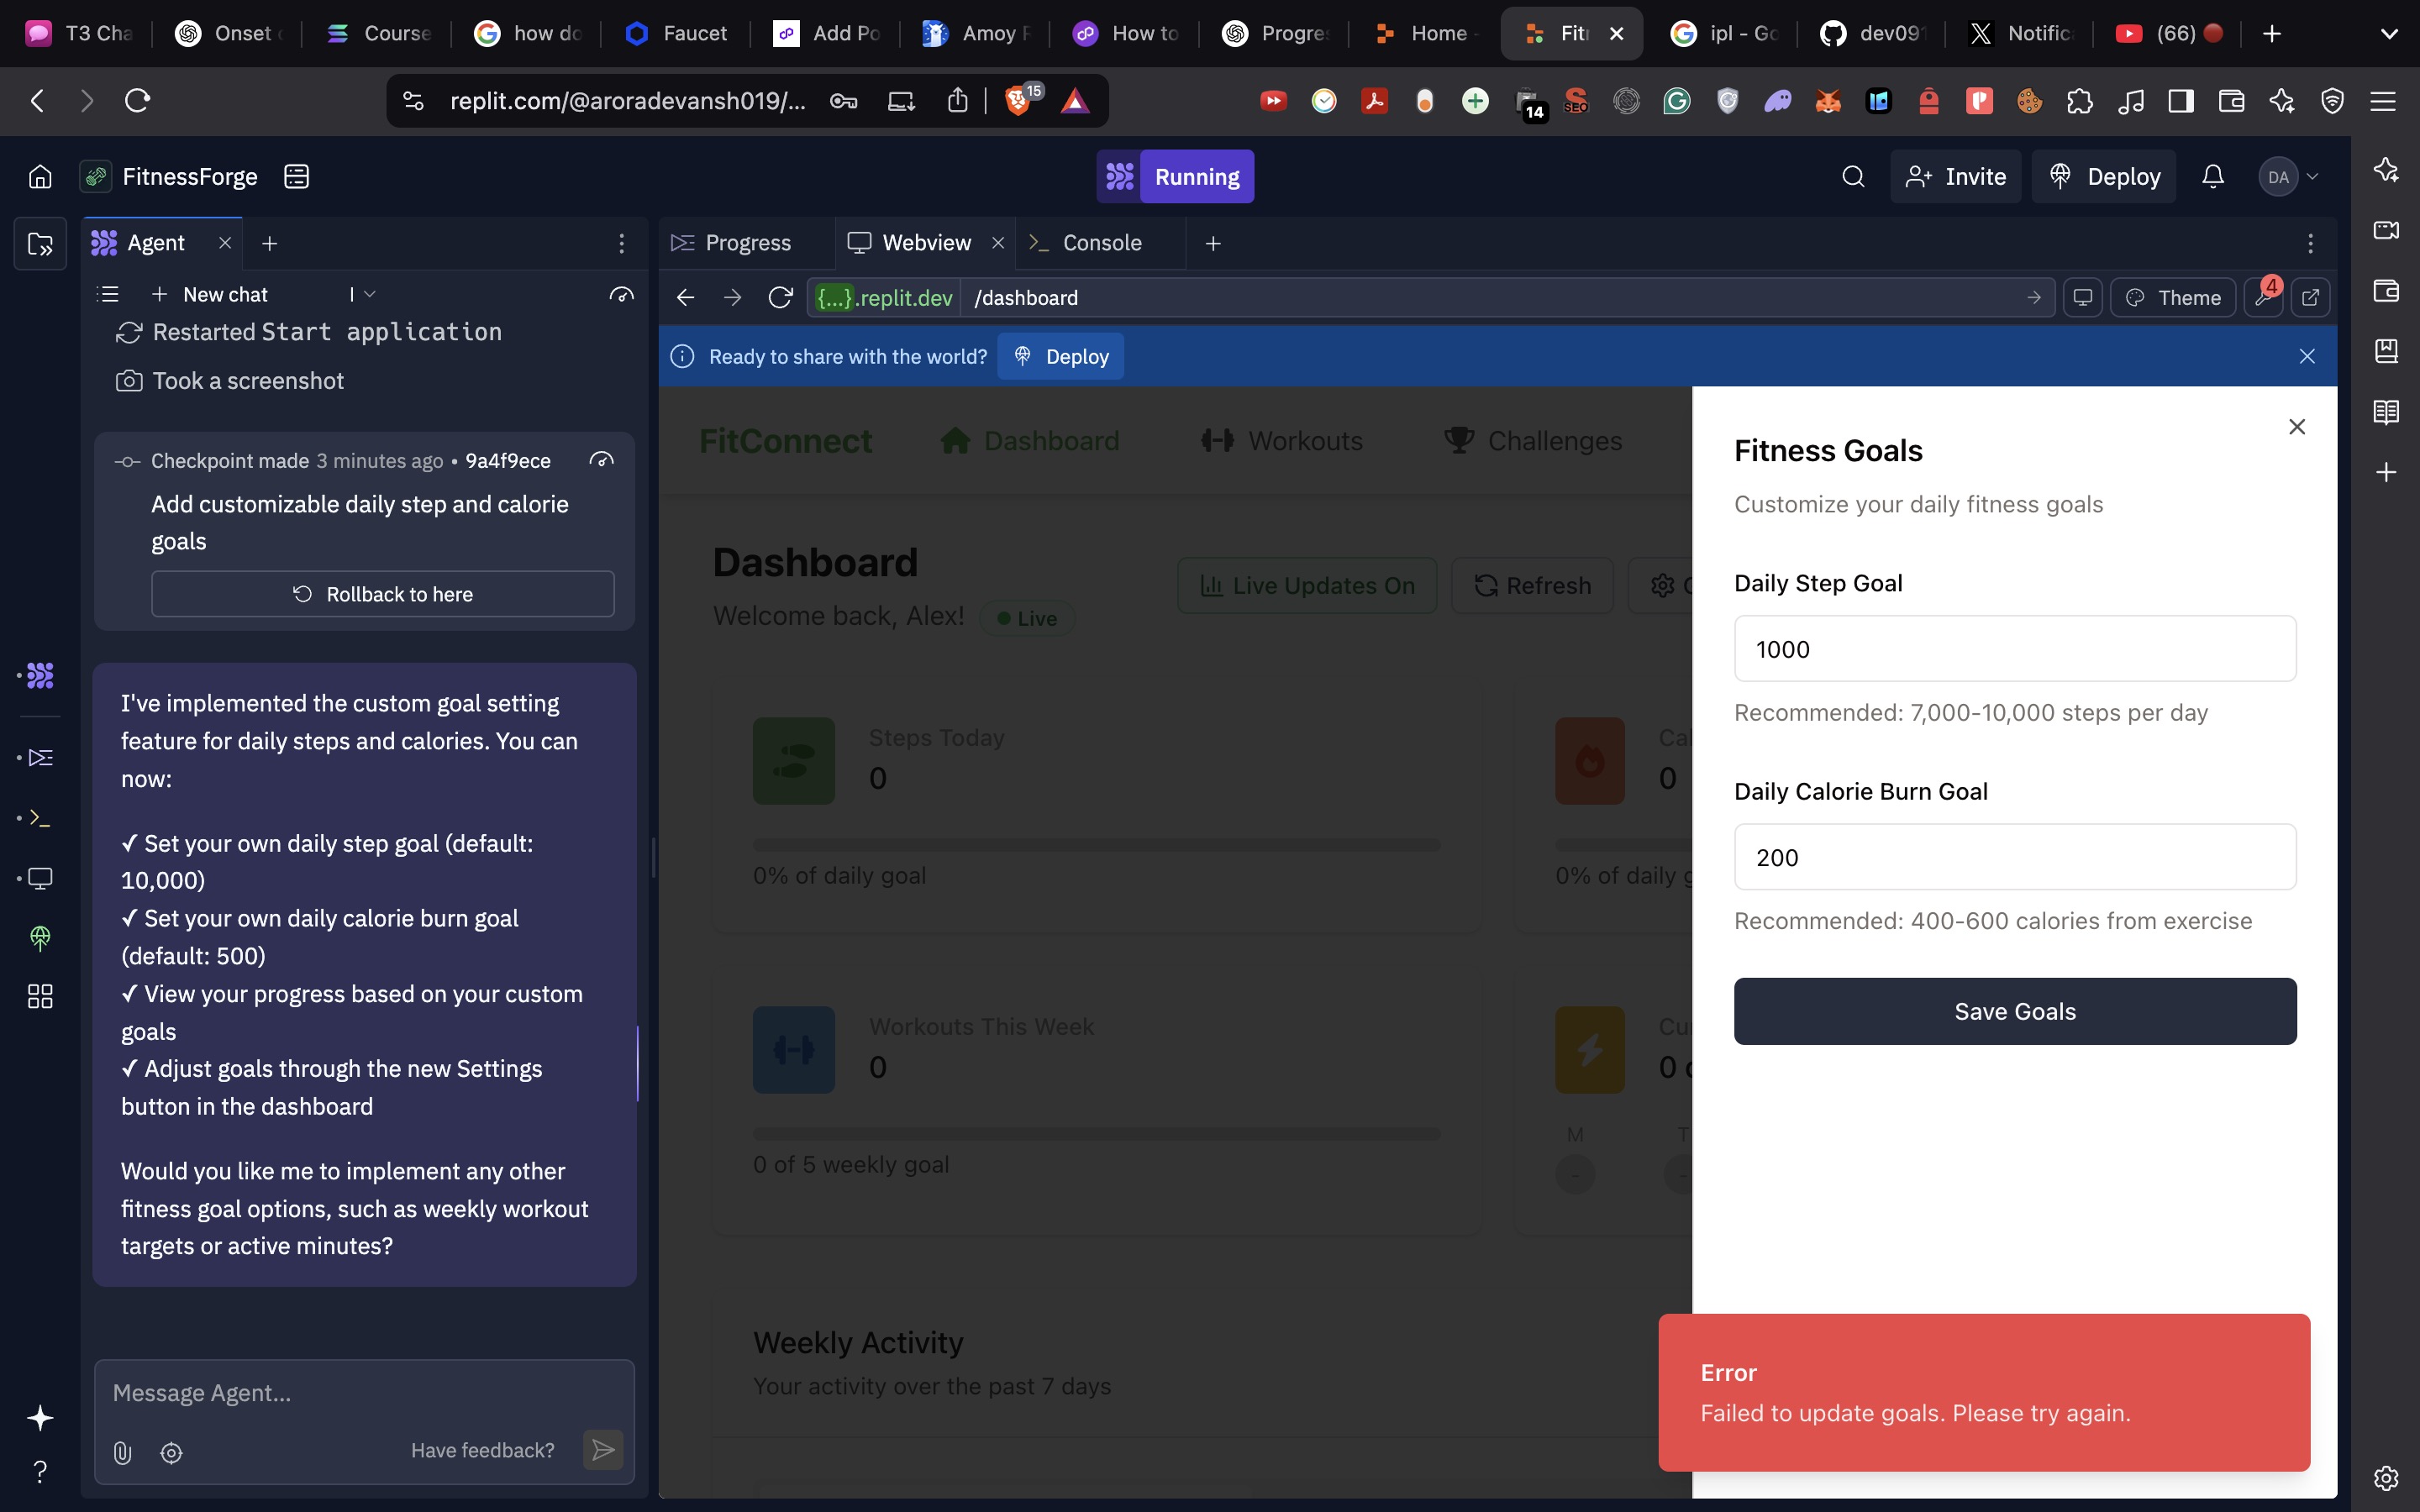 T3 Cha
Onset
Course
how do
Faucet
Add Po
Amoy F
How to
Progres
Home -
Fitn
ipl - Go
dev091
Notific
(66)
replit.com/@aroradevansh019/...
15
14
SEO
FitnessForge
Running
Invite
Deploy
DA
Agent
New chat
I
Restarted Start application
Took a screenshot
Checkpoint made 3 minutes ago • 9a4f9ece
Add customizable daily step and calorie
goals
Rollback to here
I've implemented the custom goal setting
feature for daily steps and calories. You can
now:
✓ Set your own daily step goal (default:
10,000)
✓ Set your own daily calorie burn goal
(default: 500)
✓ View your progress based on your custom
goals
✓ Adjust goals through the new Settings
button in the dashboard
Would you like me to implement any other
fitness goal options, such as weekly workout
targets or active minutes?
Message Agent...
Have feedback?
Progress
Webview
Console
{...}.replit.dev
/dashboard
Theme
4
Ready to share with the world?
Deploy
FitConnect
Dashboard
Workouts
Challenges
Dashboard
Welcome back, Alex!
Live
Live Updates On
Refresh
Steps Today
0
0% of daily goal
Cal
0
0% of daily g
Workouts This Week
0
0 of 5 weekly goal
Cu
0 d
M
T
-
-
Weekly Activity
Your activity over the past 7 days
Fitness Goals
Customize your daily fitness goals
Daily Step Goal
1000
Recommended: 7,000-10,000 steps per day
Daily Calorie Burn Goal
200
Recommended: 400-600 calories from exercise
Save Goals
Error
Failed to update goals. Please try again.